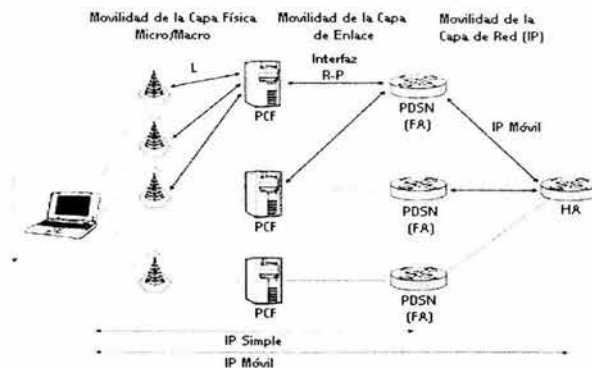 Movilidad de la Capa Física
Micro/Macro
Movilidad de la Capa
de Enlace
Movilidad de la
Capa de Red (IP)
L
Interfaz
R-P
PCF
PDSN
(FA)
IP Móvil
PCF
PDSN
(FA)
HA
PCF
PDSN
(FA)
IP Simple
IP Móvil